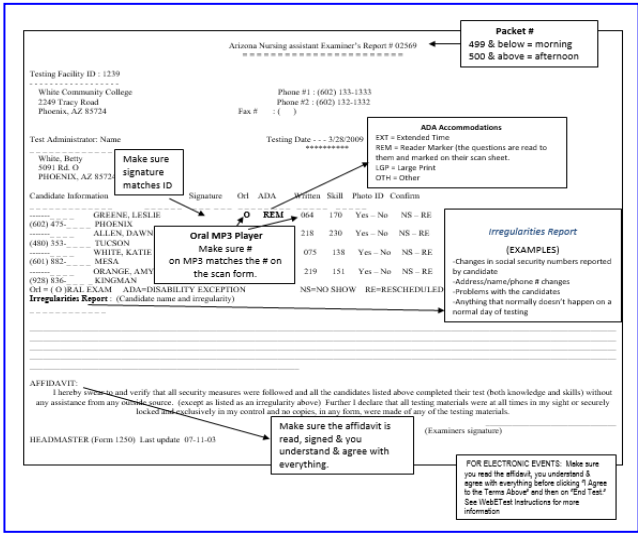 Packet #
499 & below = morning
500 & above = afternoon
Arizona Nursing assistant Examiner's Report # 02569
Testing Facility ID : 1239
White Community College
2249 Tracy Road
Phoenix, AZ 85724
Phone #1 : (602) 133-1333
Phone #2 : (602) 132-1332
Fax # : ( )
Test Administrator: Name
Testing Date - - - 3/28/2009
**********
White, Betty
5091 Rd. O
PHOENIX, AZ 8572
Make sure
signature
matches ID
ADA Accommodations
EXT = Extended Time
REM = Reader Marker (the questions are read to
them and marked on their scan sheet.
LGP = Large Print
OTH = Other
Candidate Information Signature Orl ADA Written Skill Photo ID Confirm
GREENE, LESLIE O REM 064 170 Yes – No NS – RE
(602) 475- PHOENIX
ALLEN, DAWN 218 230 Yes – No NS – RE
(480) 353- TUCSON
WHITE, KATIE 075 138 Yes – No NS – RE
(601) 882- MESA
ORANGE, AMY 219 151 Yes – No NS – RE
(928) 836- KINGMAN
Oral MP3 Player
Make sure #
on MP3 matches the # on
the scan form.
Irregularities Report
(EXAMPLES)
-Changes in social security numbers reported
by candidate
-Address/name/phone # changes
-Problems with the candidates
-Anything that normally doesn't happen on a
normal day of testing
Orl = ( O )RAL EXAM ADA=DISABILITY EXCEPTION NS=NO SHOW RE=RESCHEDULED
Irregularities Report : (Candidate name and irregularity)
AFFIDAVIT:
I hereby swear to and verify that all security measures were followed and all the candidates listed above completed their test (both knowledge and skills) without
any assistance from any outside source. (except as listed as an irregularity above) Further I declare that all testing materials were at all times in my sight or securely
locked and exclusively in my control and no copies, in any form, were made of any of the testing materials.
(Examiners signature)
Make sure the affidavit is
read, signed & you
understand & agree with
everything.
HEADMASTER (Form 1250) Last update 07-11-03
FOR ELECTRONIC EVENTS: Make sure
you read the affidavit, you understand &
agree with everything before clicking "I Agree
to the Terms Above" and then on "End Test."
See WebETest Instructions for more
information